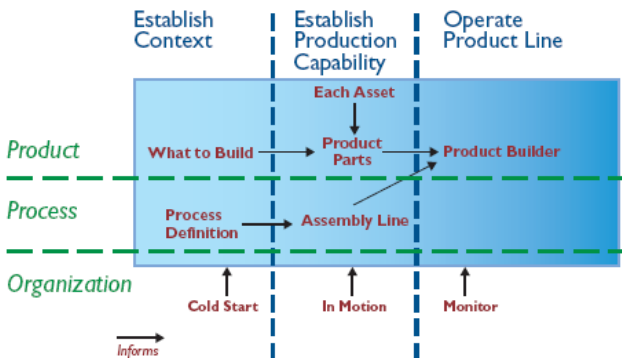 Establish
Context
Establish
Production
Capability
Operate
Product Line
Each Asset
Product
What to Build
Product
Parts
Product Builder
Process
Process
Definition
Assembly Line
Organization
Cold Start
In Motion
Monitor
Informs